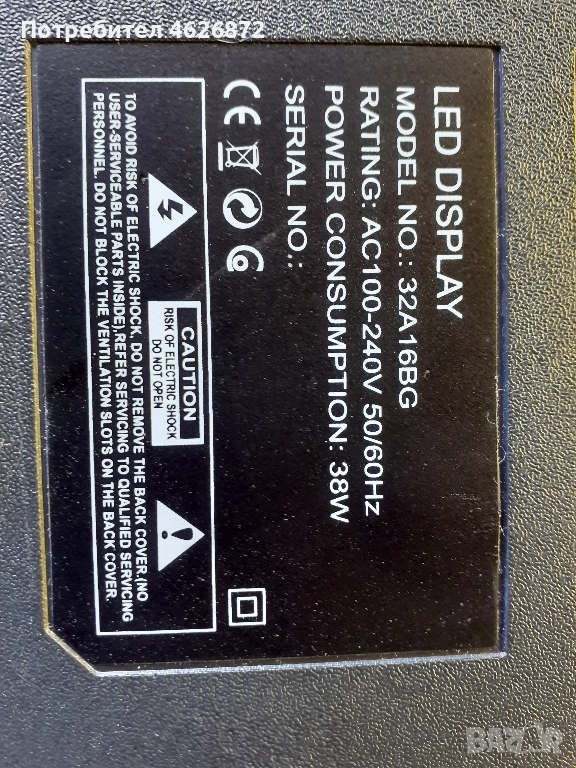 Потребител 4626872
LED DISPLAY
MODEL NO.: 32A16BG
RATING: AC100-240V 50/60Hz
POWER CONSUMPTION: 38W
SERIAL NO.:
CE
CAUTION
RISK OF ELECTRIC SHOCK
DO NOT OPEN
TO AVOID RISK OF ELECTRIC SHOCK, DO NOT REMOVE THE BACK COVER.(NO
USER-SERVICEABLE PARTS INSIDE),REFER SERVICING TO QUALIFIED SERVICING
PERSONNEL. DO NOT BLOCK THE VENTILATION SLOTS ON THE BACK COVER.
BAZAR